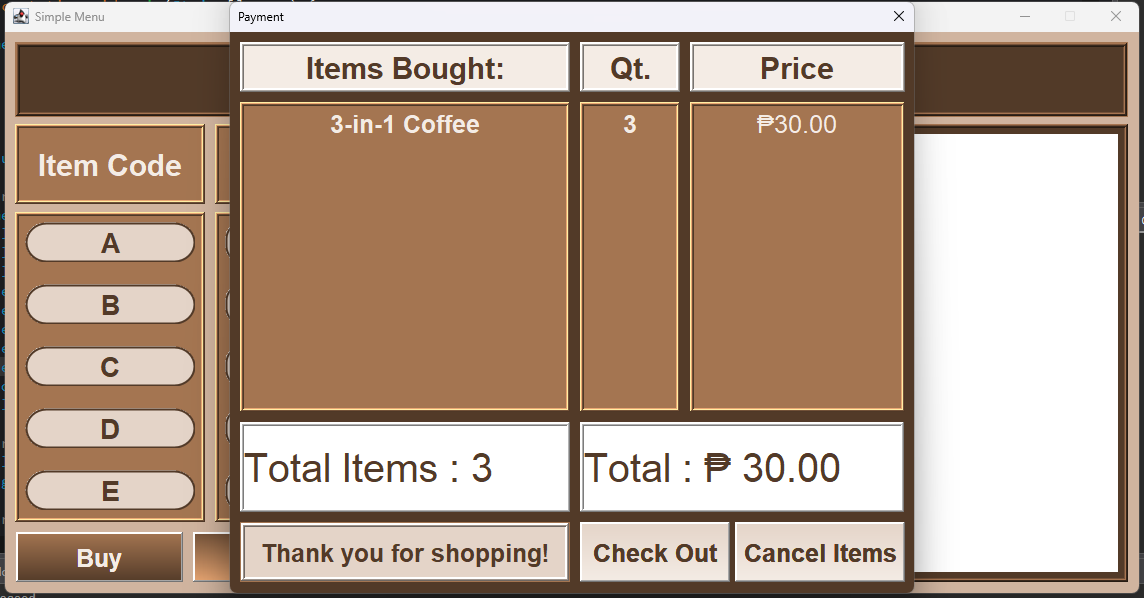 Simple Menu
Payment
Items Bought:
Qt.
Price
3-in-1 Coffee
3
₱30.00
Item Code
A
B
C
D
E
Total Items : 3
Total : ₱ 30.00
Buy
Thank you for shopping!
Check Out
Cancel Items